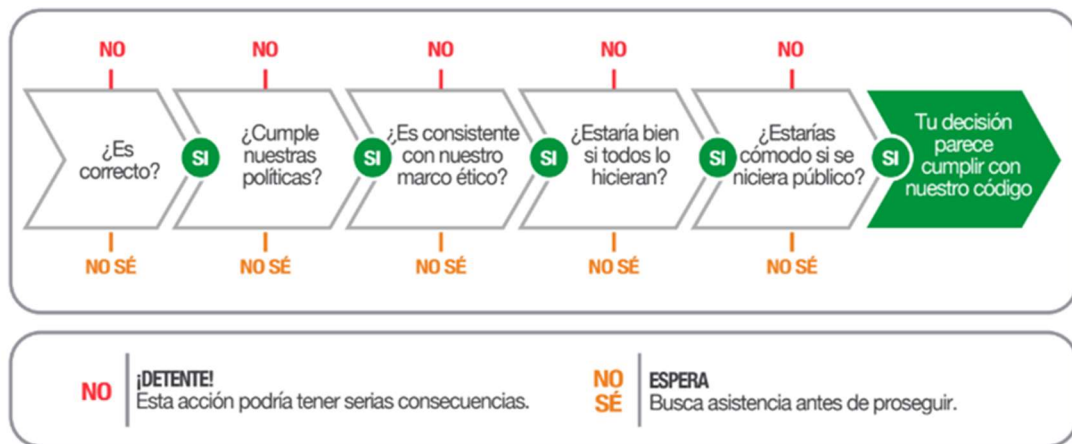 NO NO NO NO NO
¿Es
correcto?
SI
¿Cumple
nuestras
políticas?
SI
¿Es consistente
con nuestro
marco ético?
SI
¿Estaría bien
si todos lo
hicieran?
SI
¿Estarías
cómodo si se
niciera público?
SI
Tu decisión
parece
cumplir con
nuestro código
NO SÉ NO SÉ NO SÉ NO SÉ NO SÉ
NO
¡DETENTE!
Esta acción podría tener serias consecuencias.
NO
SÉ
ESPERA
Busca asistencia antes de proseguir.